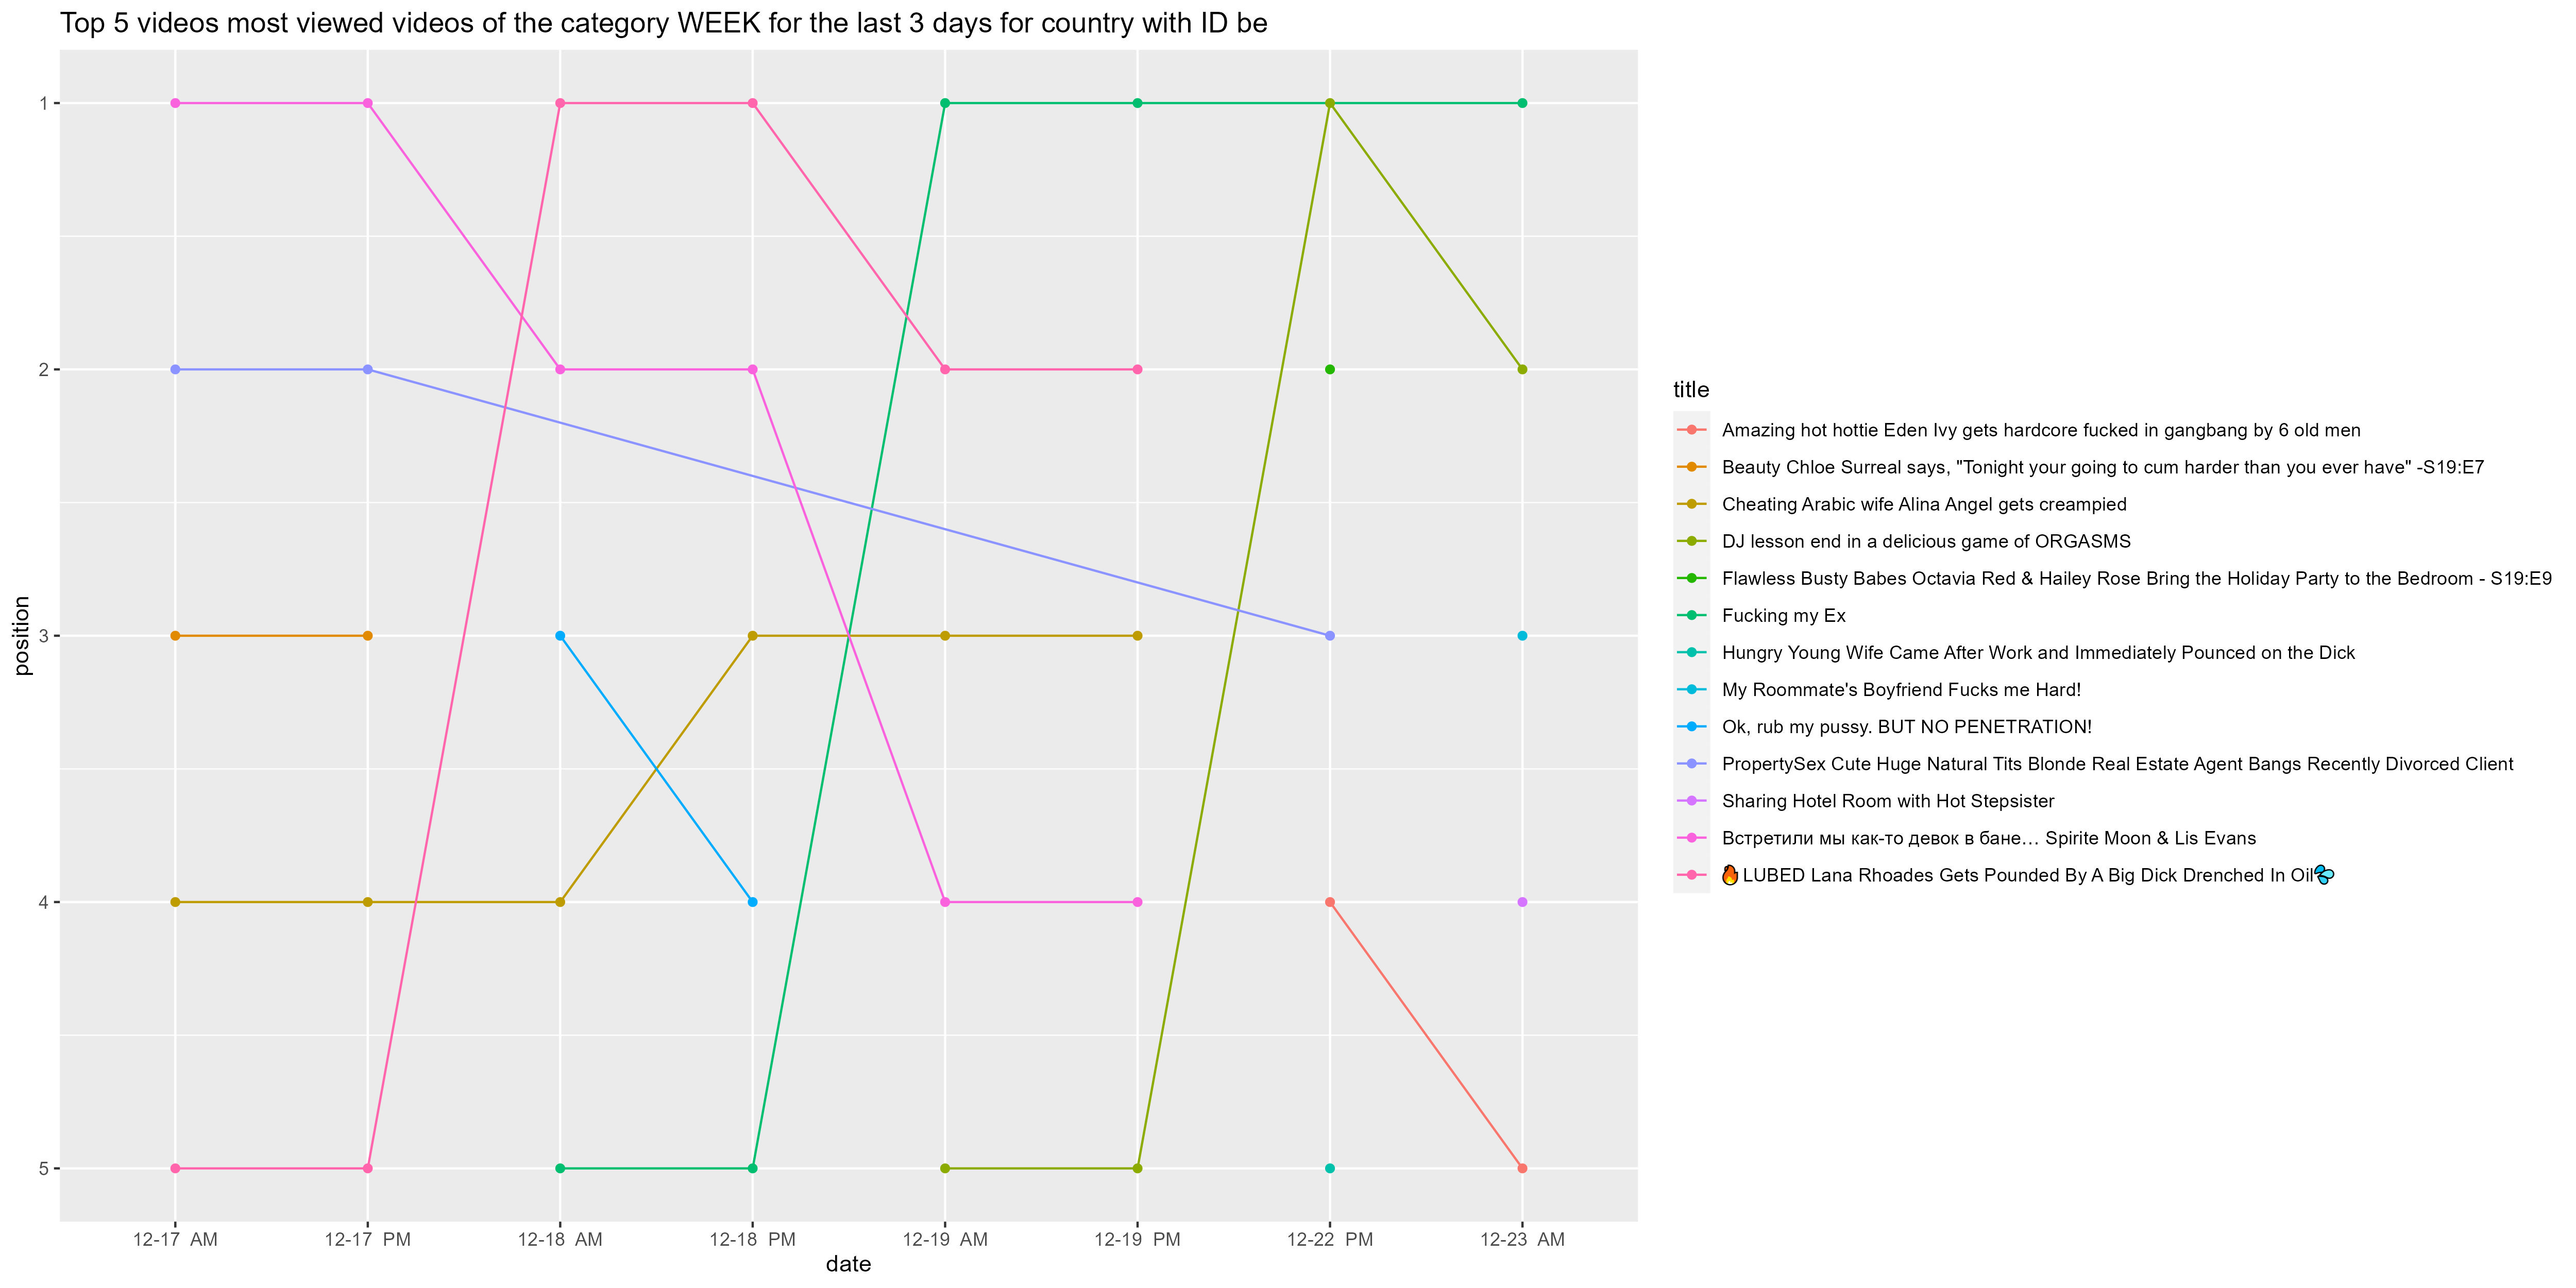 Top 5 videos most viewed videos of the category WEEK for the last 3 days for country with ID be
1
2
3
4
5
position
12-17 AM
12-17 PM
12-18 AM
12-18 PM
12-19 AM
12-19 PM
12-22 PM
12-23 AM
date
title
Amazing hot hottie Eden Ivy gets hardcore fucked in gangbang by 6 old men
Beauty Chloe Surreal says, "Tonight your going to cum harder than you ever have" -S19:E7
Cheating Arabic wife Alina Angel gets creampied
DJ lesson end in a delicious game of ORGASMS
Flawless Busty Babes Octavia Red & Hailey Rose Bring the Holiday Party to the Bedroom - S19:E9
Fucking my Ex
Hungry Young Wife Came After Work and Immediately Pounced on the Dick
My Roommate's Boyfriend Fucks me Hard!
Ok, rub my pussy. BUT NO PENETRATION!
PropertySex Cute Huge Natural Tits Blonde Real Estate Agent Bangs Recently Divorced Client
Sharing Hotel Room with Hot Stepsister
Встретили мы как-то девок в бане… Spirite Moon & Lis Evans
🔥LUBED Lana Rhoades Gets Pounded By A Big Dick Drenched In Oil💦